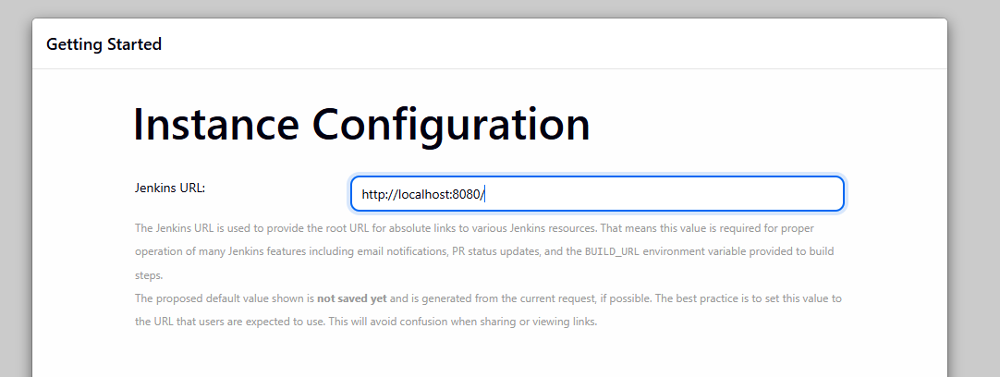 Getting Started
Instance Configuration
Jenkins URL:
http://localhost:8080/
The Jenkins URL is used to provide the root URL for absolute links to various Jenkins resources. That means this value is required for proper
operation of many Jenkins features including email notifications, PR status updates, and the BUILD_URL environment variable provided to build
steps.
The proposed default value shown is not saved yet and is generated from the current request, if possible. The best practice is to set this value to
the URL that users are expected to use. This will avoid confusion when sharing or viewing links.